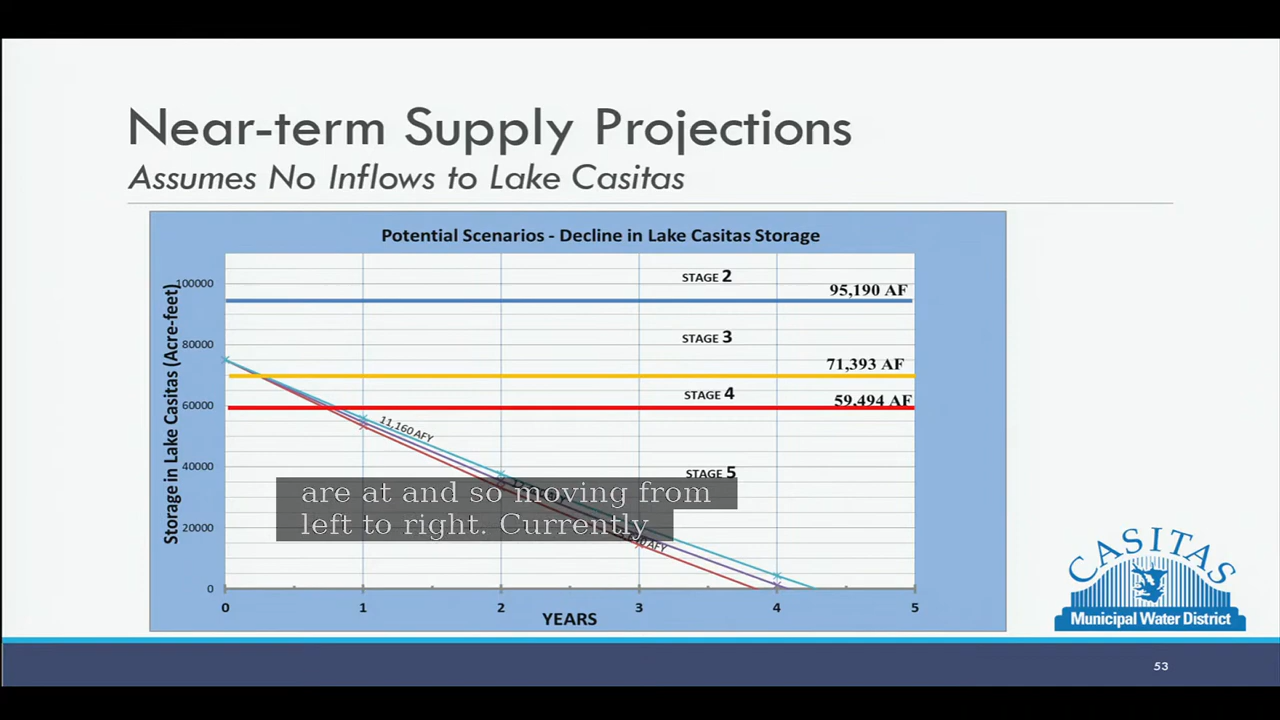 Near-term Supply Projections
Assumes No Inflows to Lake Casitas
Potential Scenarios - Decline in Lake Casitas Storage
Storage in Lake Casitas (Acre-feet)
100000
80000
60000
40000
20000
0
STAGE 2
95,190 AF
STAGE 3
71,393 AF
STAGE 4
59,494 AF
11,160 AFY
STAGE 5
are at and so moving from
left to right. Currently
AFY
0 1 2 3 4 5
YEARS
CASITAS
Municipal Water District
53